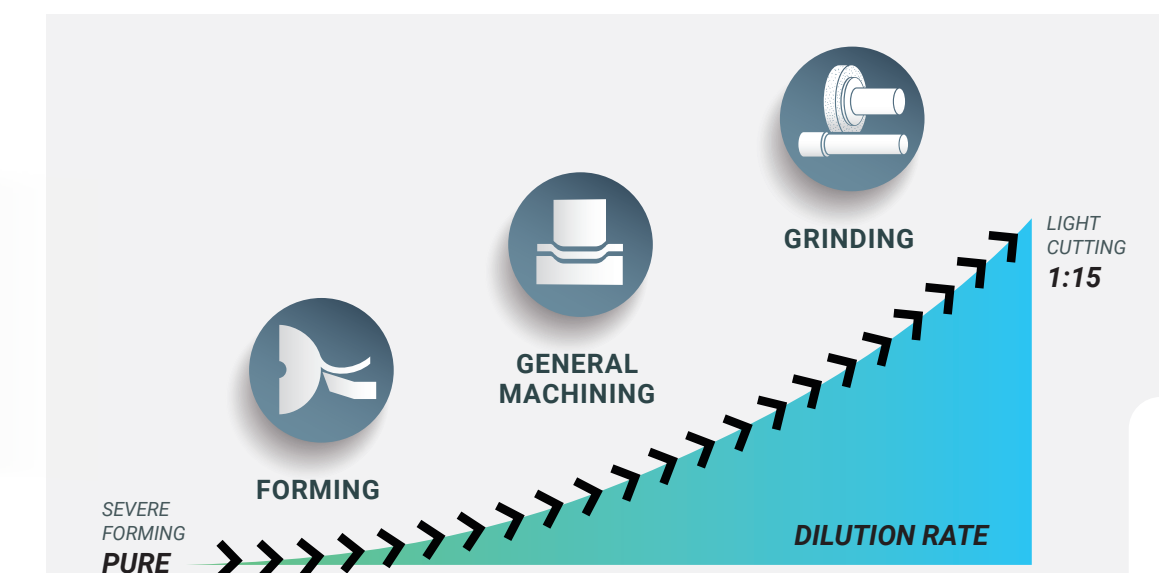 GRINDING
LIGHT
CUTTING
1:15
GENERAL
MACHINING
FORMING
SEVERE
FORMING
PURE
DILUTION RATE